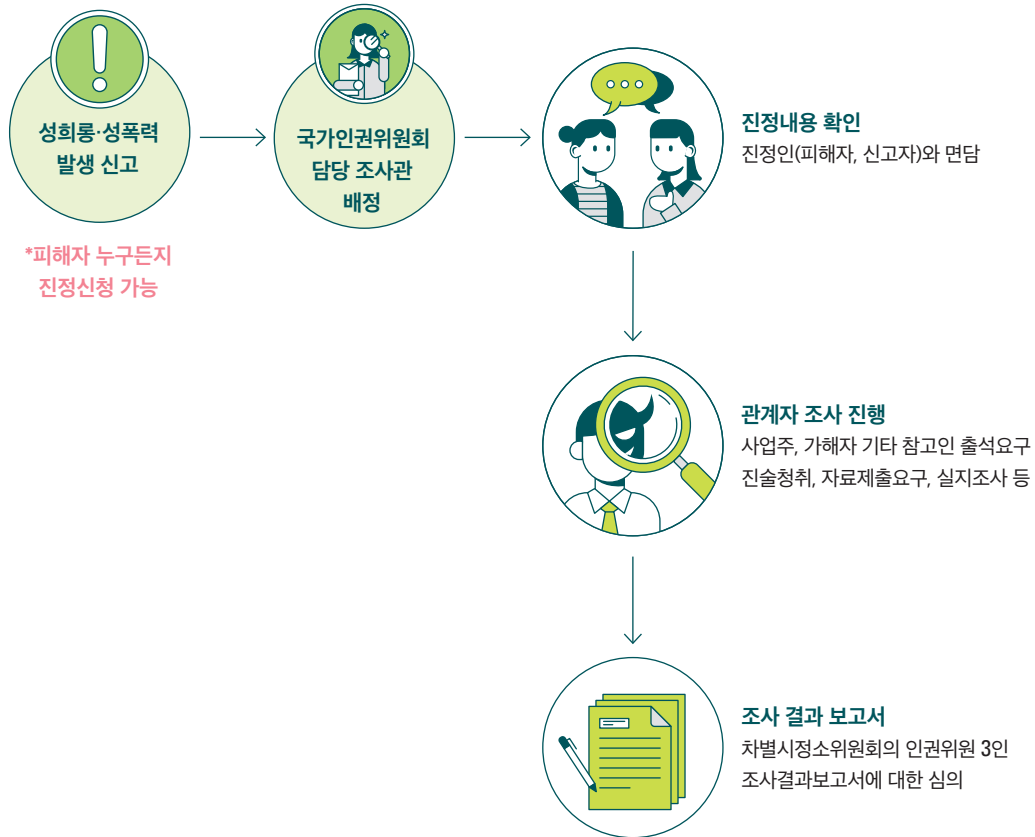 성희롱·성폭력
발생 신고
*피해자 누구든지
진정신청 가능
국가인권위원회
담당 조사관
배정
진정내용 확인
진정인(피해자, 신고자)와 면담
관계자 조사 진행
사업주, 가해자 기타 참고인 출석요구
진술청취, 자료제출요구, 실지조사 등
조사 결과 보고서
차별시정소위원회의 인권위원 3인
조사결과보고서에 대한 심의